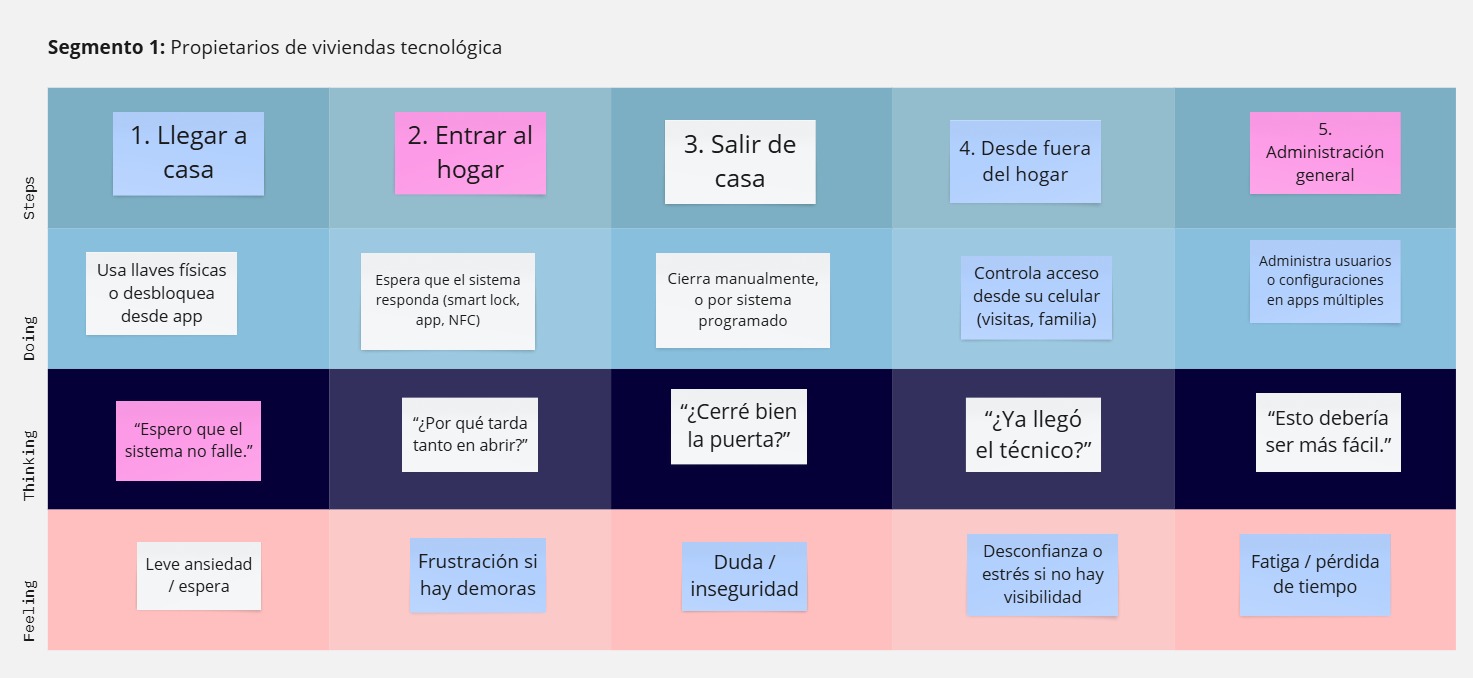 Segmento 1: Propietarios de viviendas tecnológica
Steps
1. Llegar a
casa
2. Entrar al
hogar
3. Salir de
casa
4. Desde fuera
del hogar
5.
Administración
general
Doing
Usa llaves físicas
o desbloquea
desde app
Espera que el sistema
responda (smart lock,
app, NFC)
Cierra manualmente,
o por sistema
programado
Controla acceso
desde su celular
(visitas, familia)
Administra usuarios
o configuraciones
en apps múltiples
Thinking
“Espero que el
sistema no falle.”
“¿Por qué tarda
tanto en abrir?”
“¿Cerré bien
la puerta?”
“¿Ya llegó
el técnico?”
“Esto debería
ser más fácil.”
Feeling
Leve ansiedad
/ espera
Frustración si
hay demoras
Duda /
inseguridad
Desconfianza o
estrés si no hay
visibilidad
Fatiga / pérdida
de tiempo